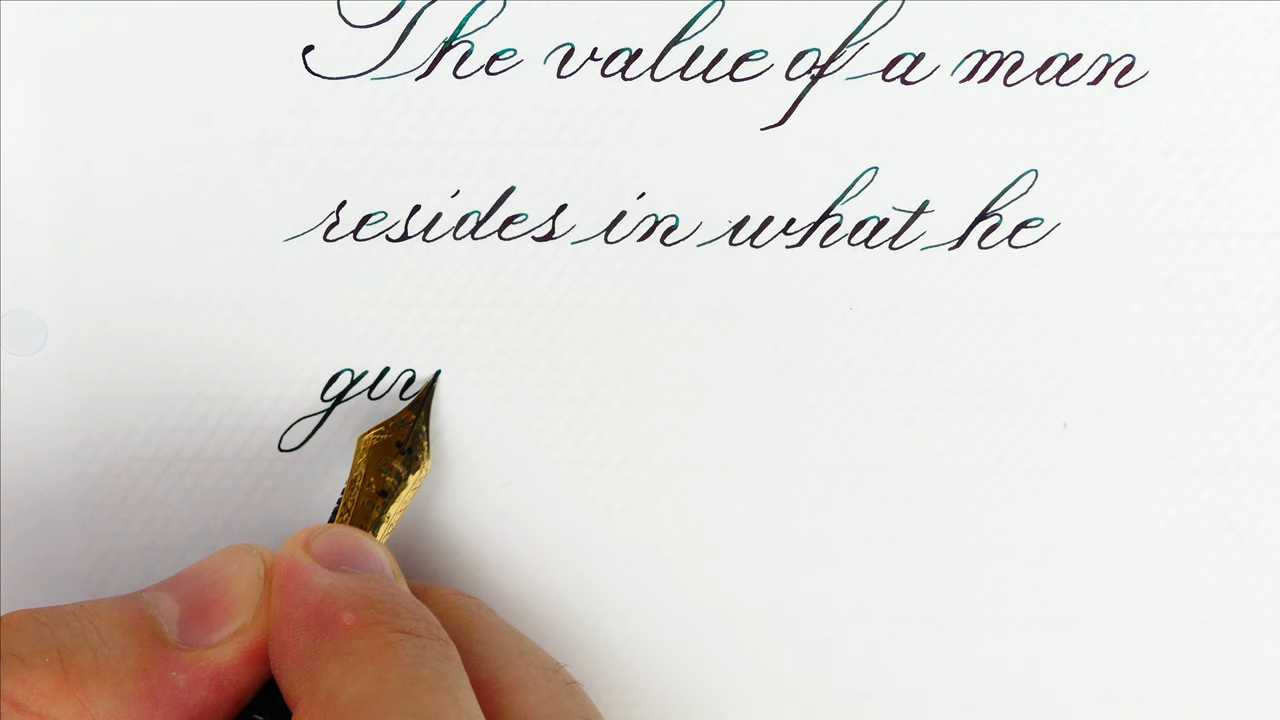 The value of a man
resides in what he
giv